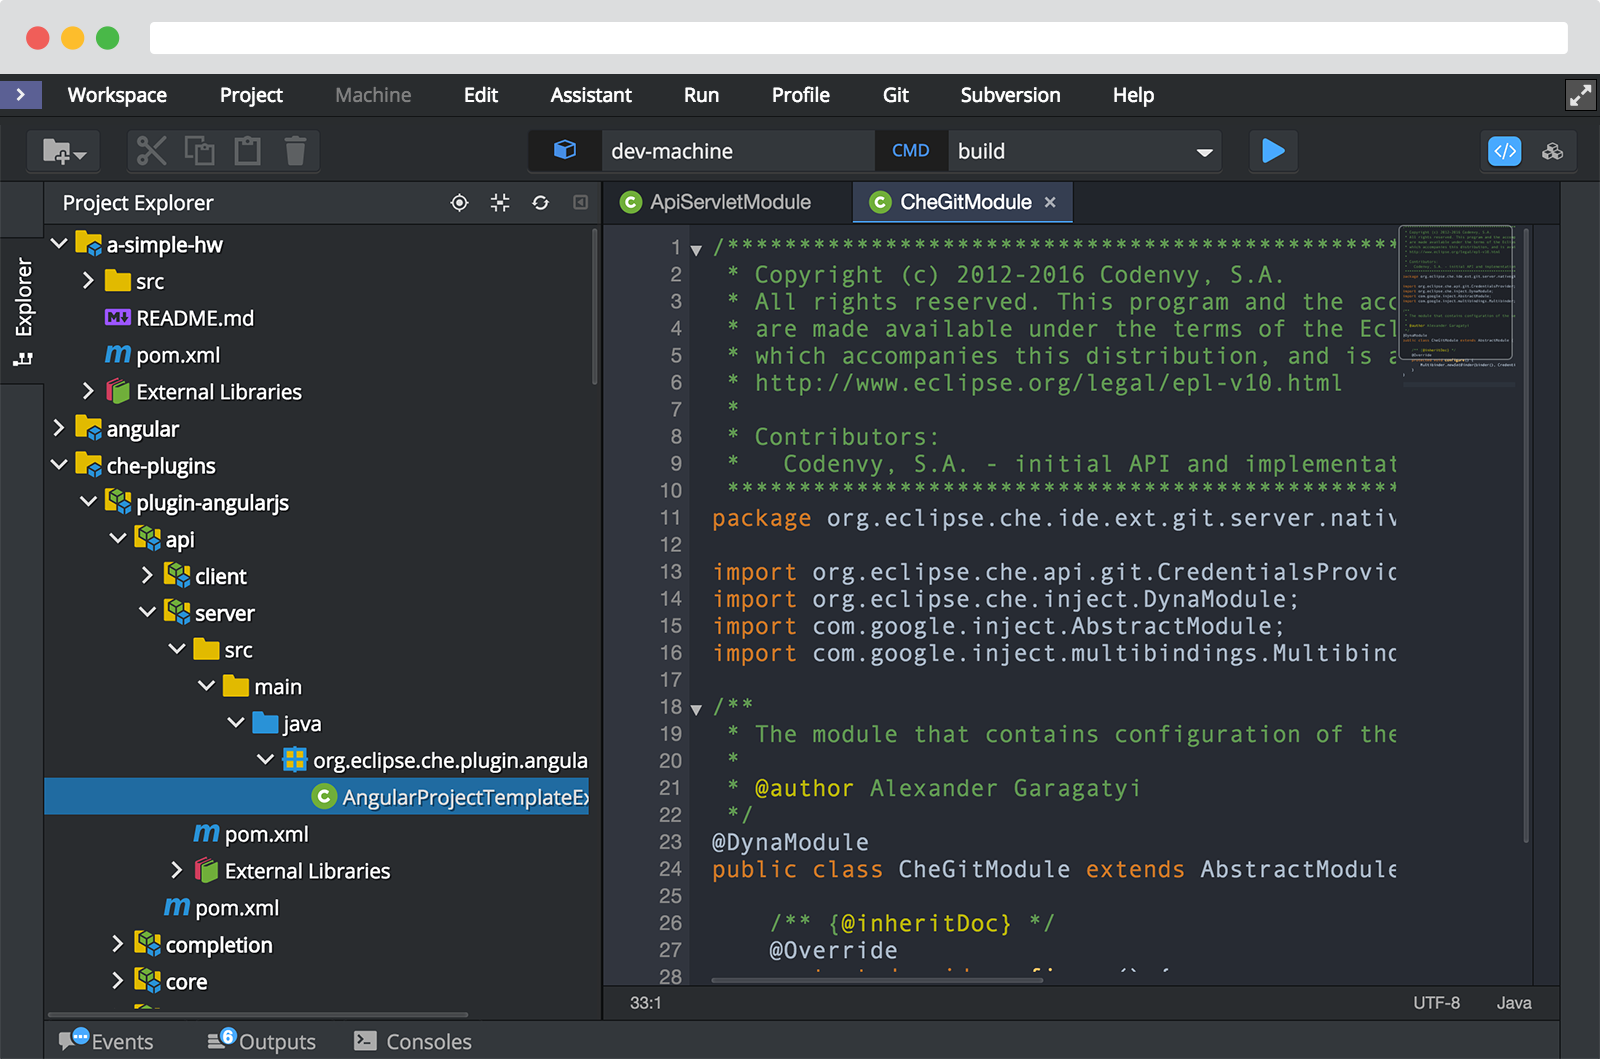 Workspace Project Machine Edit Assistant Run Profile Git Subversion Help
dev-machine CMD build </>
Explorer
Project Explorer
a-simple-hw
src
M README.md
m pom.xml
External Libraries
angular
che-plugins
plugin-angularjs
api
client
server
src
main
java
org.eclipse.che.plugin.angula
C AngularProjectTemplateEx
m pom.xml
External Libraries
m pom.xml
completion
core
C ApiServletModule C CheGitModule ×
1 /***********************************************
2 * Copyright (c) 2012-2016 Codenvy, S.A.
3 * All rights reserved. This program and the acc
4 * are made available under the terms of the Ecl
5 * which accompanies this distribution, and is a
6 * http://www.eclipse.org/legal/epl-v10.html
7 *
8 * Contributors:
9 *   Codenvy, S.A. - initial API and implementat
10 ***********************************************
11 package org.eclipse.che.ide.ext.git.server.nativ
12
13 import org.eclipse.che.api.git.CredentialsProvid
14 import org.eclipse.che.inject.DynaModule;
15 import com.google.inject.AbstractModule;
16 import com.google.inject.multibindings.Multibind
17
18 /**
19 * The module that contains configuration of the
20 *
21 * @author Alexander Garagatyi
22 */
23 @DynaModule
24 public class CheGitModule extends AbstractModule
25
26 /** {@inheritDoc} */
27 @Override
28
33:1 UTF-8 Java
Events 6 Outputs Consoles